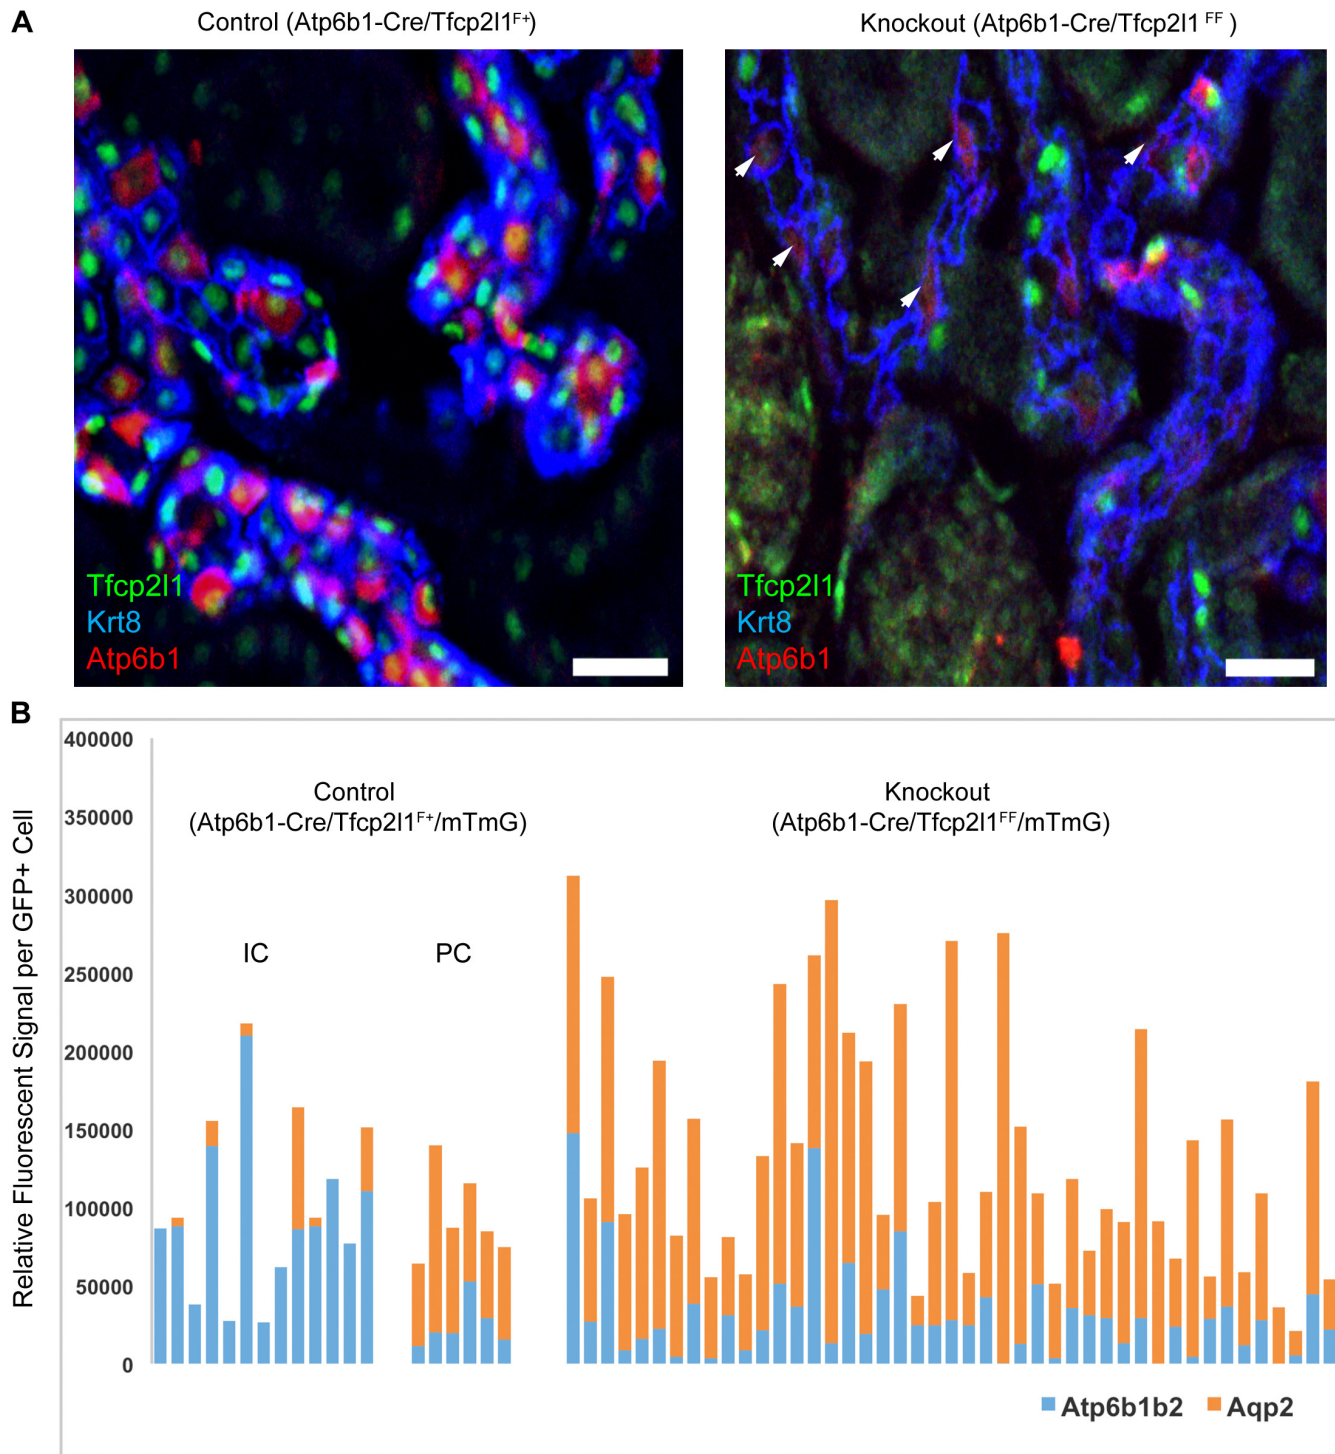 A
Control (Atp6b1-Cre/Tfcp2l1F+)
Knockout (Atp6b1-Cre/Tfcp2l1 FF )
Tfcp2l1
Krt8
Atp6b1
Tfcp2l1
Krt8
Atp6b1
B
Relative Fluorescent Signal per GFP+ Cell
400000
350000
300000
250000
200000
150000
100000
50000
0
Control
(Atp6b1-Cre/Tfcp2l1F+/mTmG)
Knockout
(Atp6b1-Cre/Tfcp2l1FF/mTmG)
IC
PC
Atp6b1b2
Aqp2